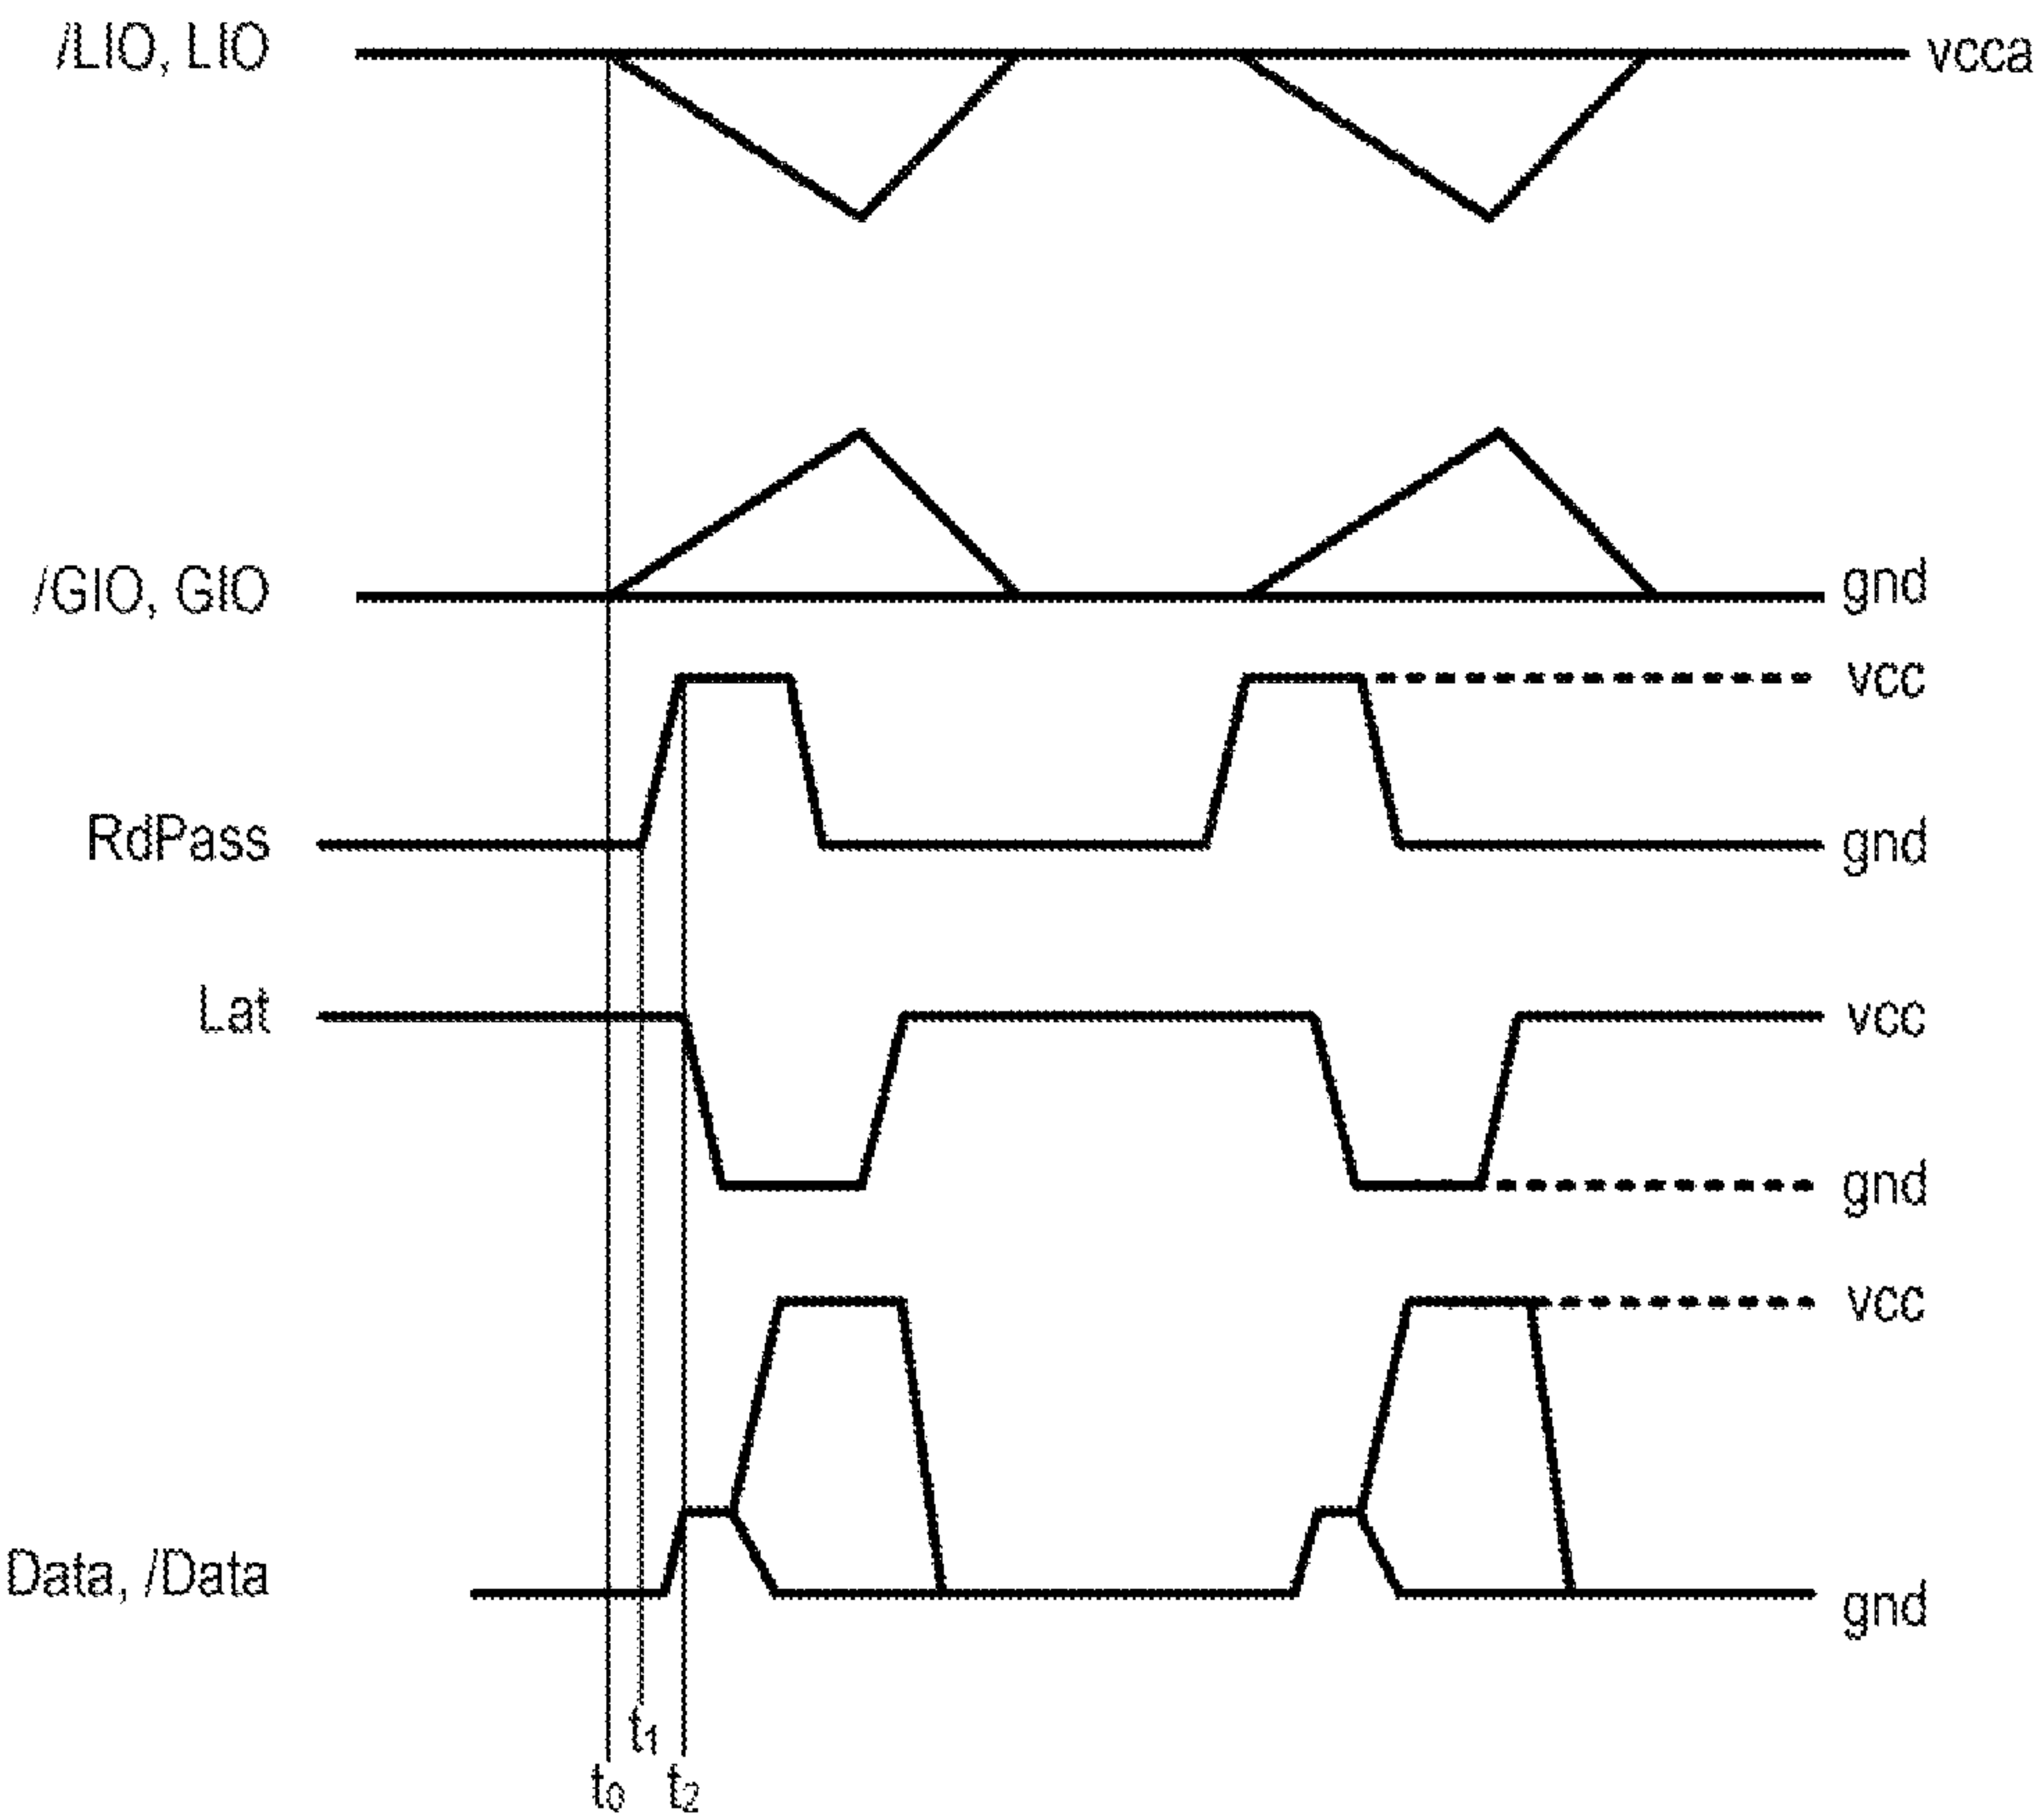 /LIO, LIO
vcca
/GIO, GIO
gnd
vcc
RdPass
gnd
Lat
vcc
gnd
vcc
Data, /Data
gnd
t₁
t₀
t₂